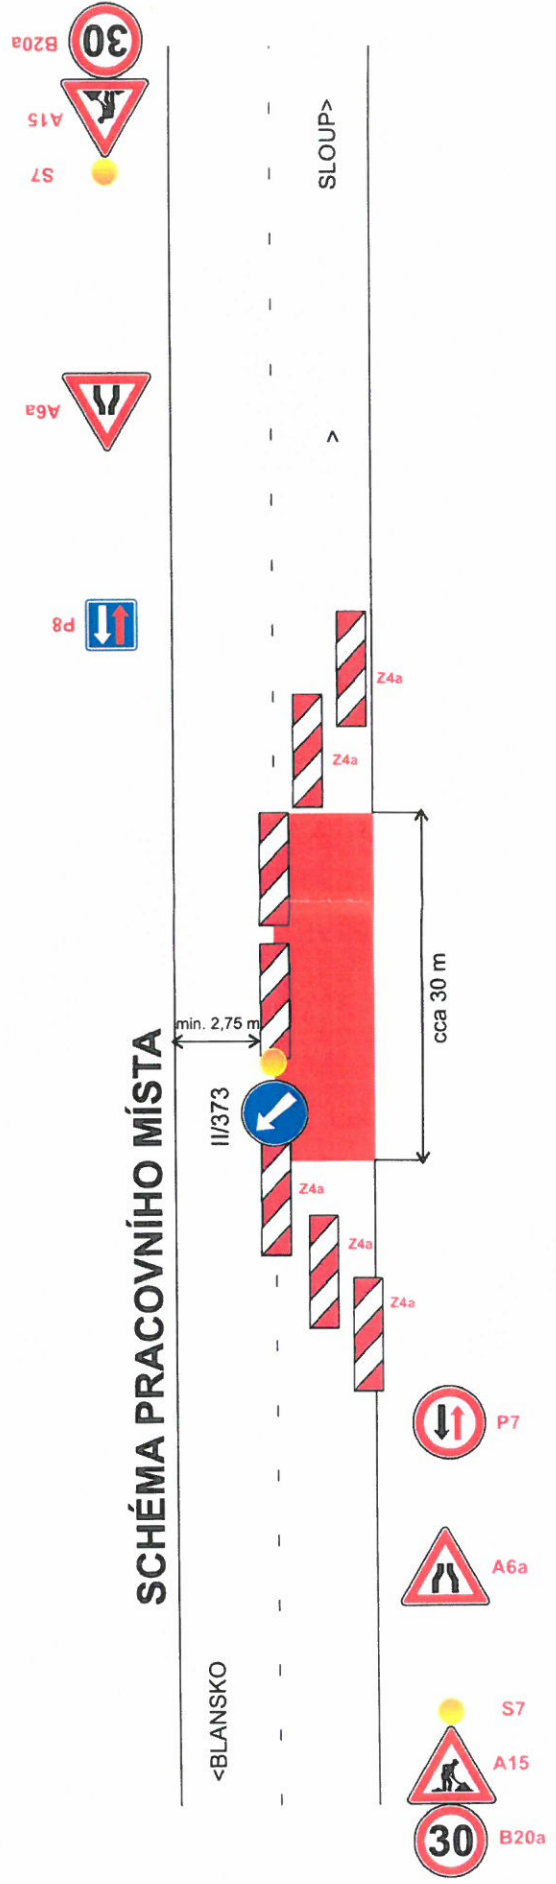 B20a
30
A15
S7
SLOUP>
A6a
>
P8
Z4a
Z4a
cca 30 m
min. 2,75 m
SCHÉMA PRACOVNÍHO MÍSTA
II/373
Z4a
Z4a
Z4a
P7
A6a
<BLANSKO
S7
A15
30
B20a